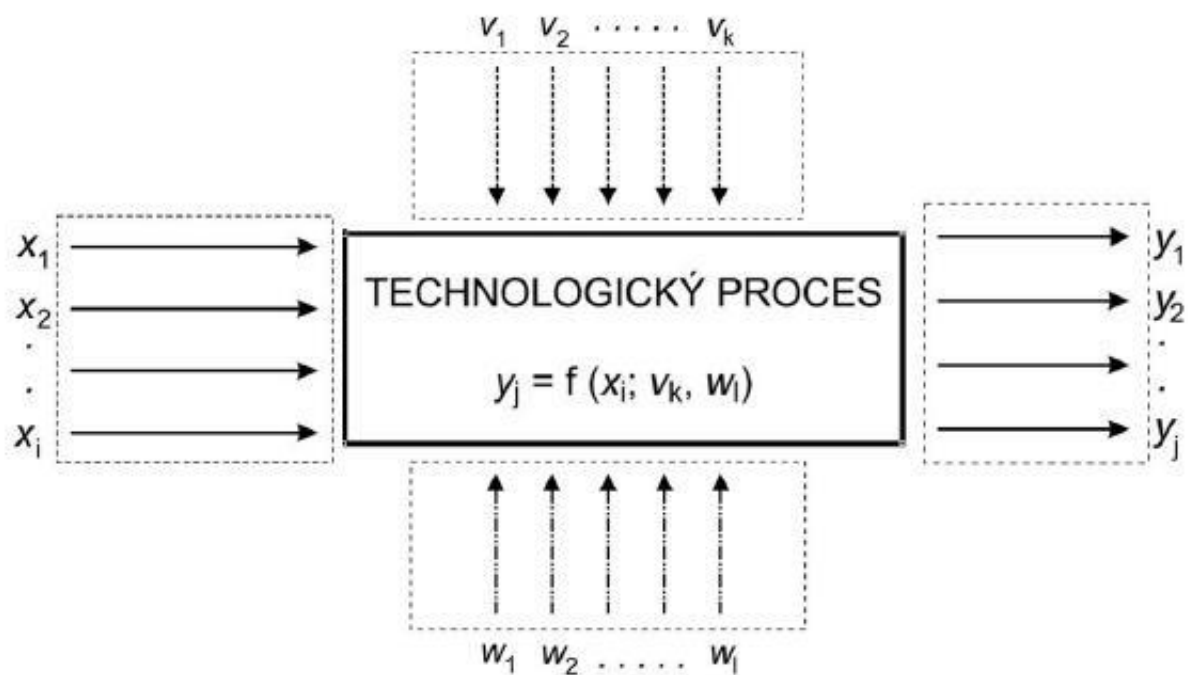 v₁ v₂ · · · · · vₖ
x₁
x₂
.
.
xᵢ
TECHNOLOGICKÝ PROCES
yⱼ = f (xᵢ; vₖ, wₗ)
y₁
y₂
.
.
yⱼ
w₁ w₂ . . . . . wₗ